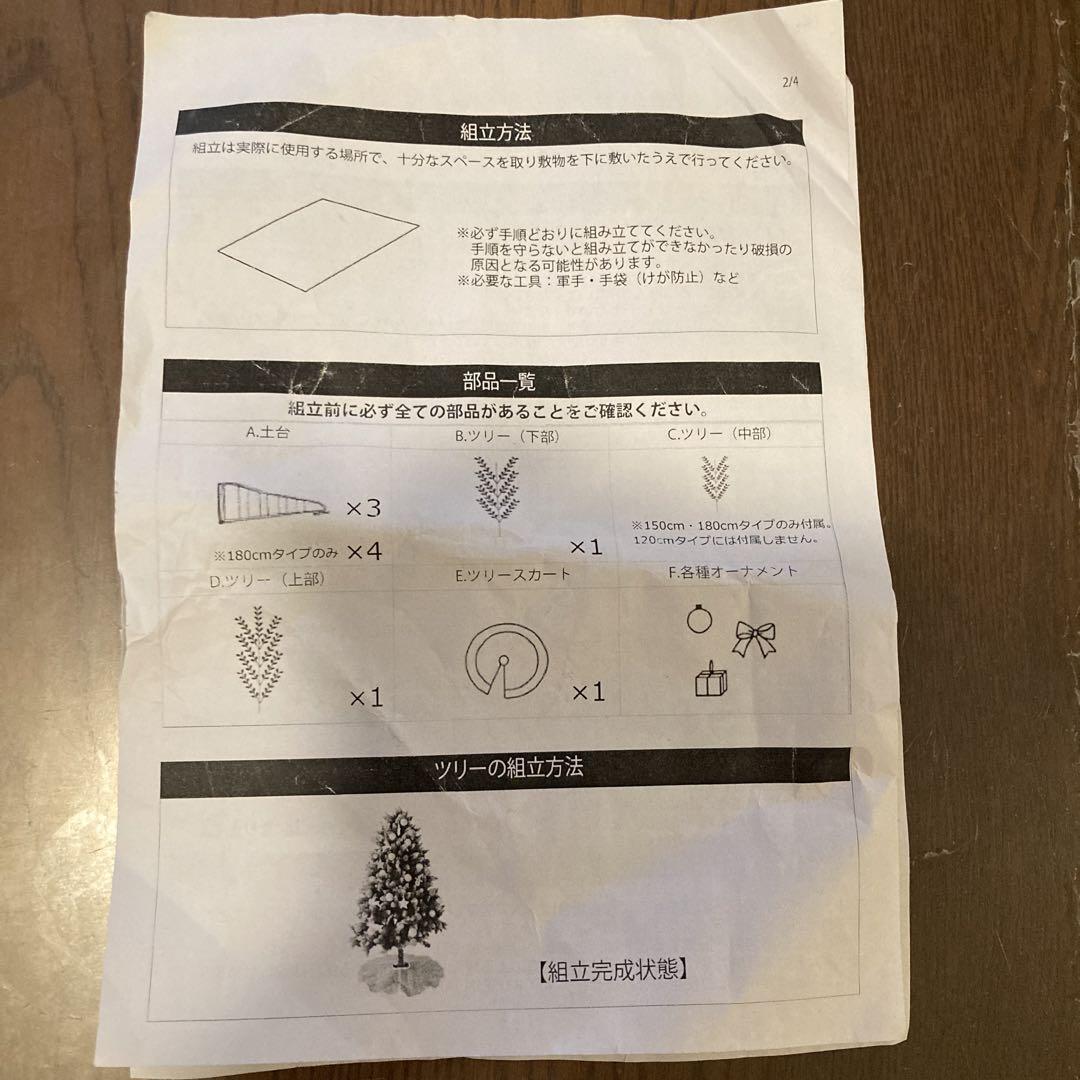 2/4
組立方法
組立は実際に使用する場所で、十分なスペースを取り敷物を下に敷いたうえで行ってください。
※必ず手順どおりに組み立ててください。
手順を守らないと組み立てができなかったり破損の
原因となる可能性があります。
※必要な工具：軍手・手袋（けが防止）など
部品一覧
組立前に必ず全ての部品があることをご確認ください。
A.土台
B.ツリー（下部）
C.ツリー（中部）
×3
※180cmタイプのみ ×4
×1
※150cm・180cmタイプのみ付属。
120cmタイプには付属しません。
D.ツリー（上部）
E.ツリースカート
F.各種オーナメント
×1
×1
ツリーの組立方法
【組立完成状態】